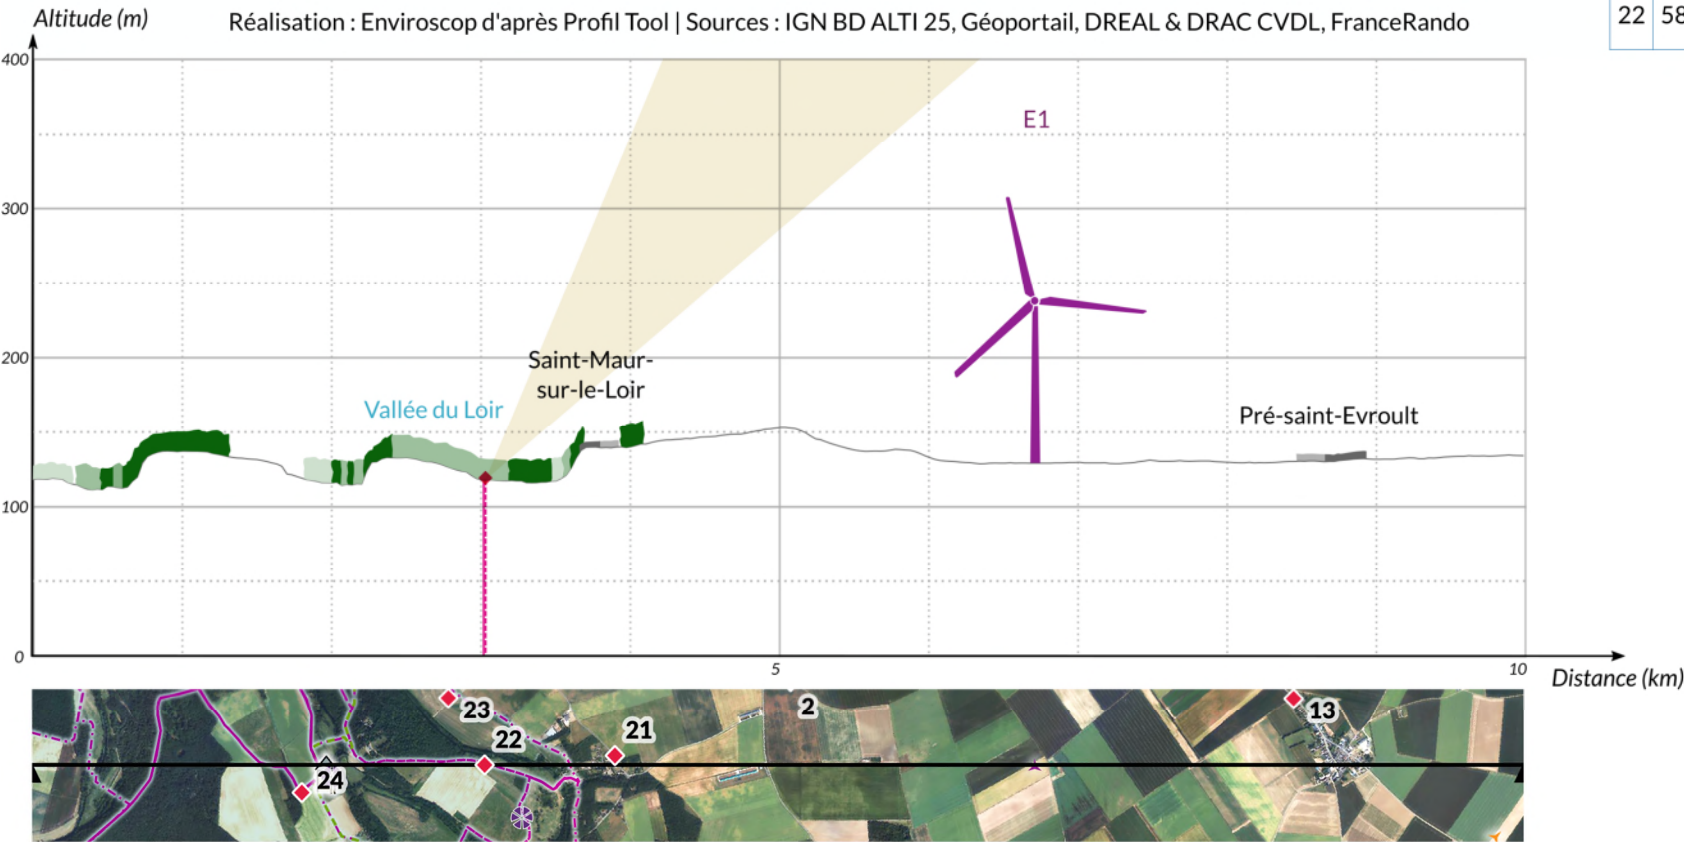 Altitude (m)
Réalisation : Enviroscop d'après Profil Tool | Sources : IGN BD ALTI 25, Géoportail, DREAL & DRAC CVDL, FranceRando
22 58
400
E1
300
200
Saint-Maur-
sur-le-Loir
Vallée du Loir
Pré-saint-Evroult
100
0
5
10
Distance (km)
23
22
21
2
13
24